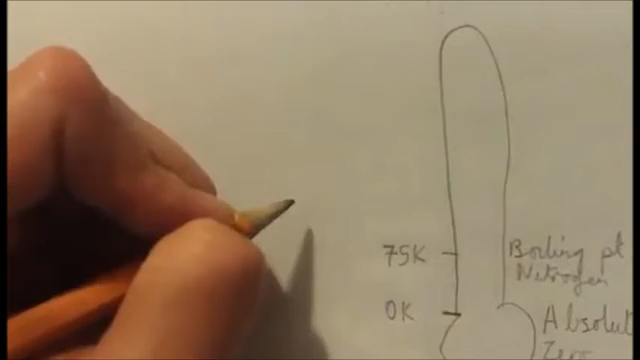 75K
Boiling pt
Nitrogen
0K
Absolut
Zero